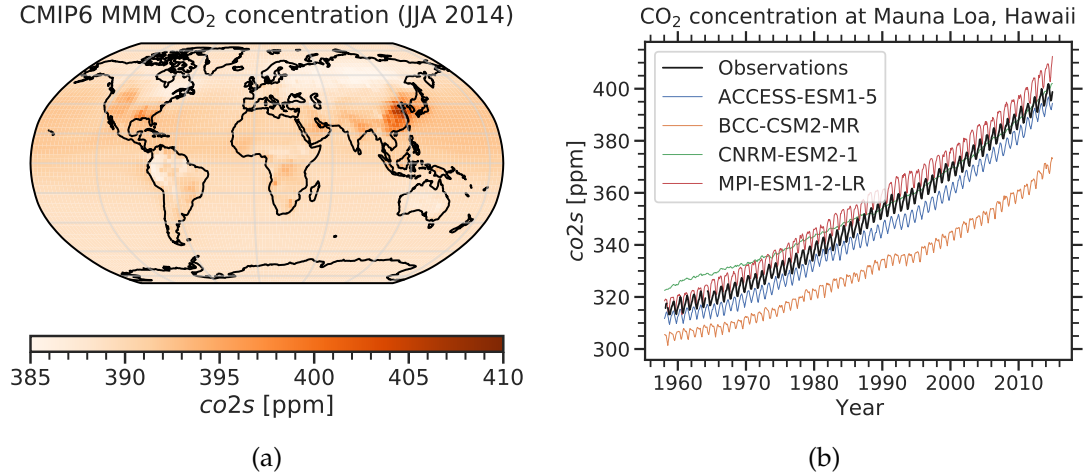 CMIP6 MMM CO₂ concentration (JJA 2014)
385 390 395 400 405 410
co2s [ppm]
(a)
CO₂ concentration at Mauna Loa, Hawaii
Observations
ACCESS-ESM1-5
BCC-CSM2-MR
CNRM-ESM2-1
MPI-ESM1-2-LR
400
380
360
340
320
300
co2s [ppm]
1960 1970 1980 1990 2000 2010
Year
(b)